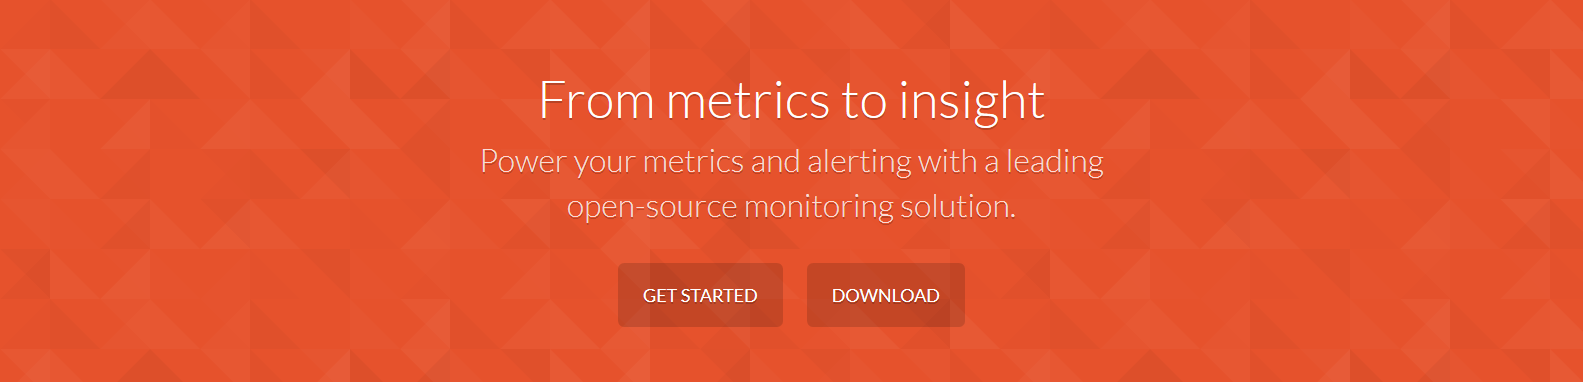 From metrics to insight
Power your metrics and alerting with a leading
open-source monitoring solution.
GET STARTED
DOWNLOAD